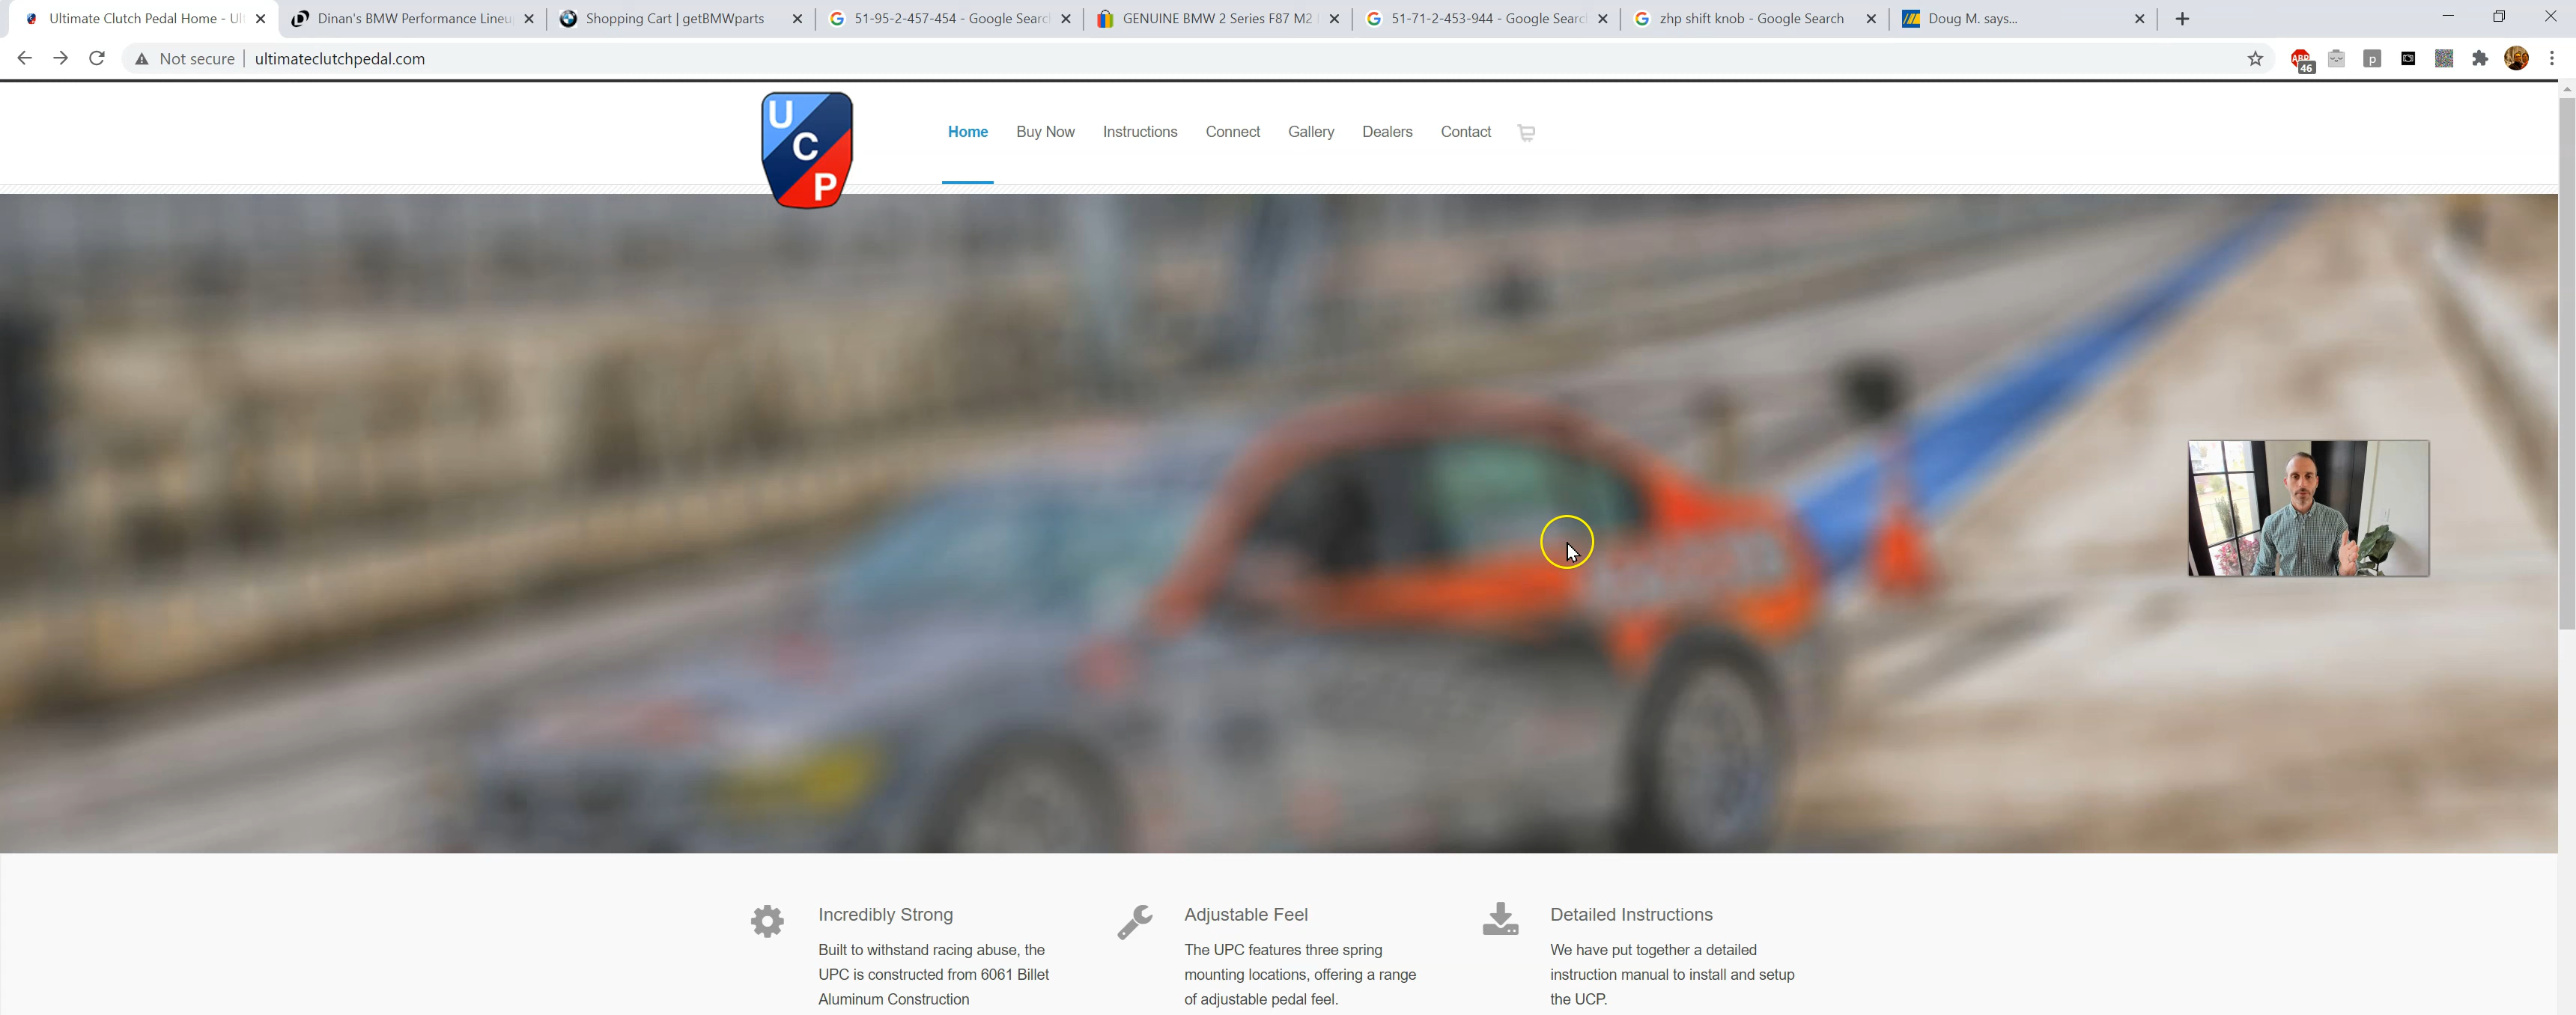 Ultimate Clutch Pedal Home - Ul
Dinan's BMW Performance Lineu
Shopping Cart | getBMWparts
51-95-2-457-454 - Google Searc
GENUINE BMW 2 Series F87 M2
51-71-2-453-944 - Google Searc
zhp shift knob - Google Search
Doug M. says...
Not secure
ultimateclutchpedal.com
ABP
46
p
U
C
P
Home
Buy Now
Instructions
Connect
Gallery
Dealers
Contact
Incredibly Strong
Built to withstand racing abuse, the
UPC is constructed from 6061 Billet
Aluminum Construction
Adjustable Feel
The UPC features three spring
mounting locations, offering a range
of adjustable pedal feel.
Detailed Instructions
We have put together a detailed
instruction manual to install and setup
the UCP.